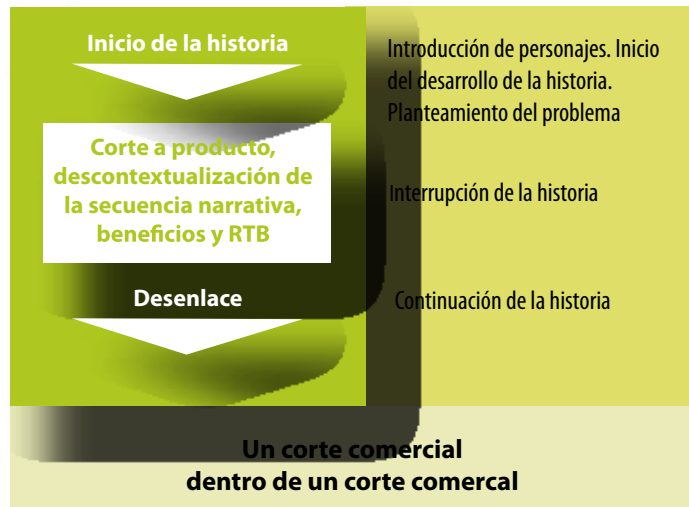 Inicio de la historia
Introducción de personajes. Inicio
del desarrollo de la historia.
Planteamiento del problema
Corte a producto,
descontextualización de
la secuencia narrativa,
beneficios y RTB
Interrupción de la historia
Desenlace
Continuación de la historia
Un corte comercial
dentro de un corte comercal